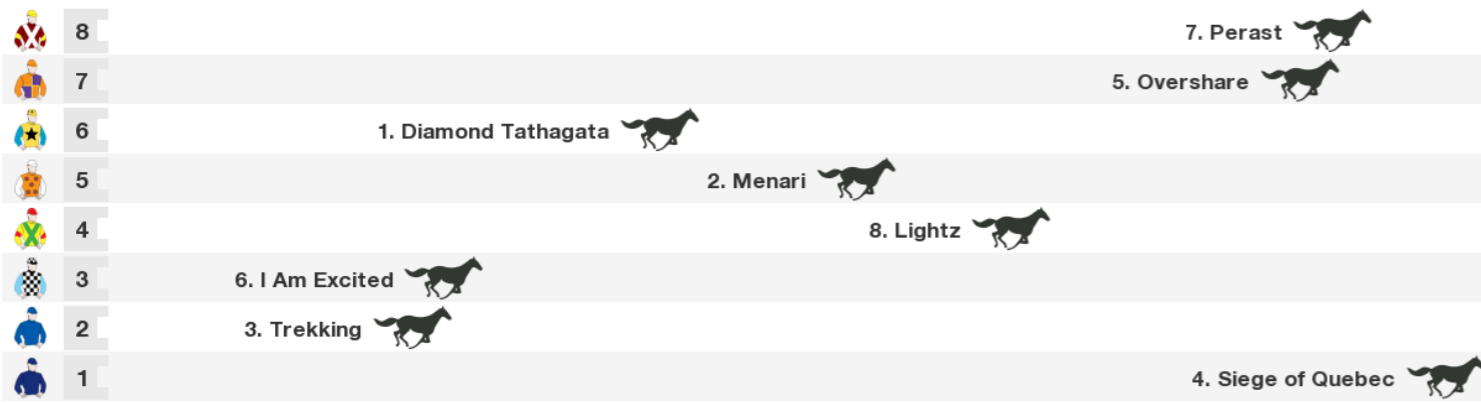 8 7. Perast
7 5. Overshare
6 1. Diamond Tathagata
5 2. Menari
4 8. Lightz
3 6. I Am Excited
2 3. Trekking
1 4. Siege of Quebec